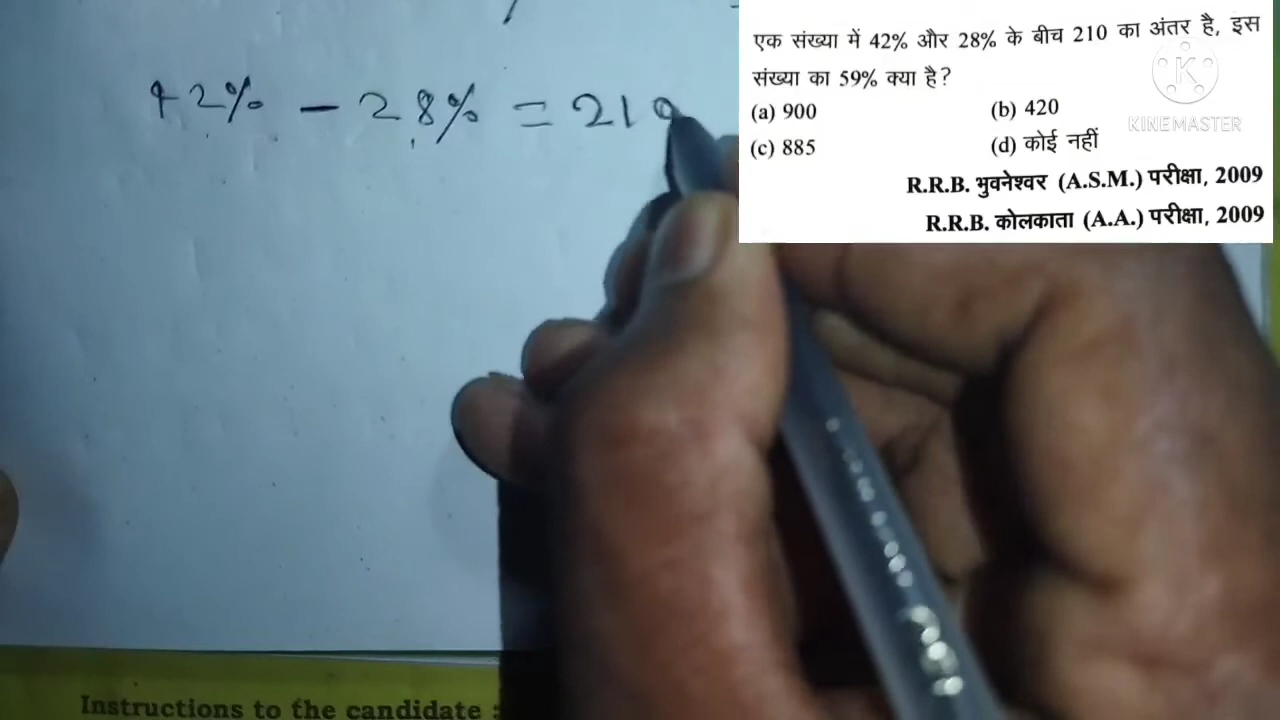 42% - 28% = 210
एक संख्या में 42% और 28% के बीच 210 का अंतर है, इस
संख्या का 59% क्या है?
(a) 900 (b) 420
(c) 885 (d) कोई नहीं
R.R.B. भुवनेश्वर (A.S.M.) परीक्षा, 2009
R.R.B. कोलकाता (A.A.) परीक्षा, 2009
K
KINEMASTER
Instructions to the candidate :